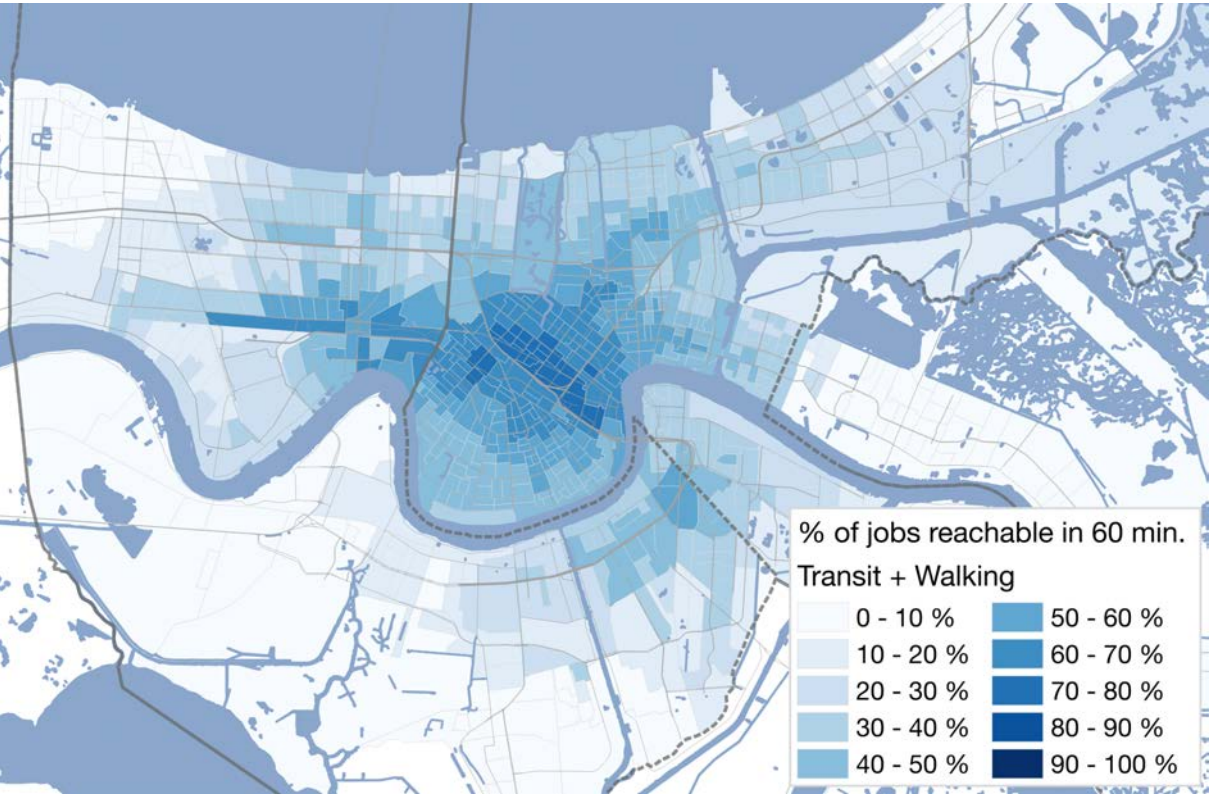 % of jobs reachable in 60 min.
Transit + Walking
0 - 10 %
10 - 20 %
20 - 30 %
30 - 40 %
40 - 50 %
50 - 60 %
60 - 70 %
70 - 80 %
80 - 90 %
90 - 100 %